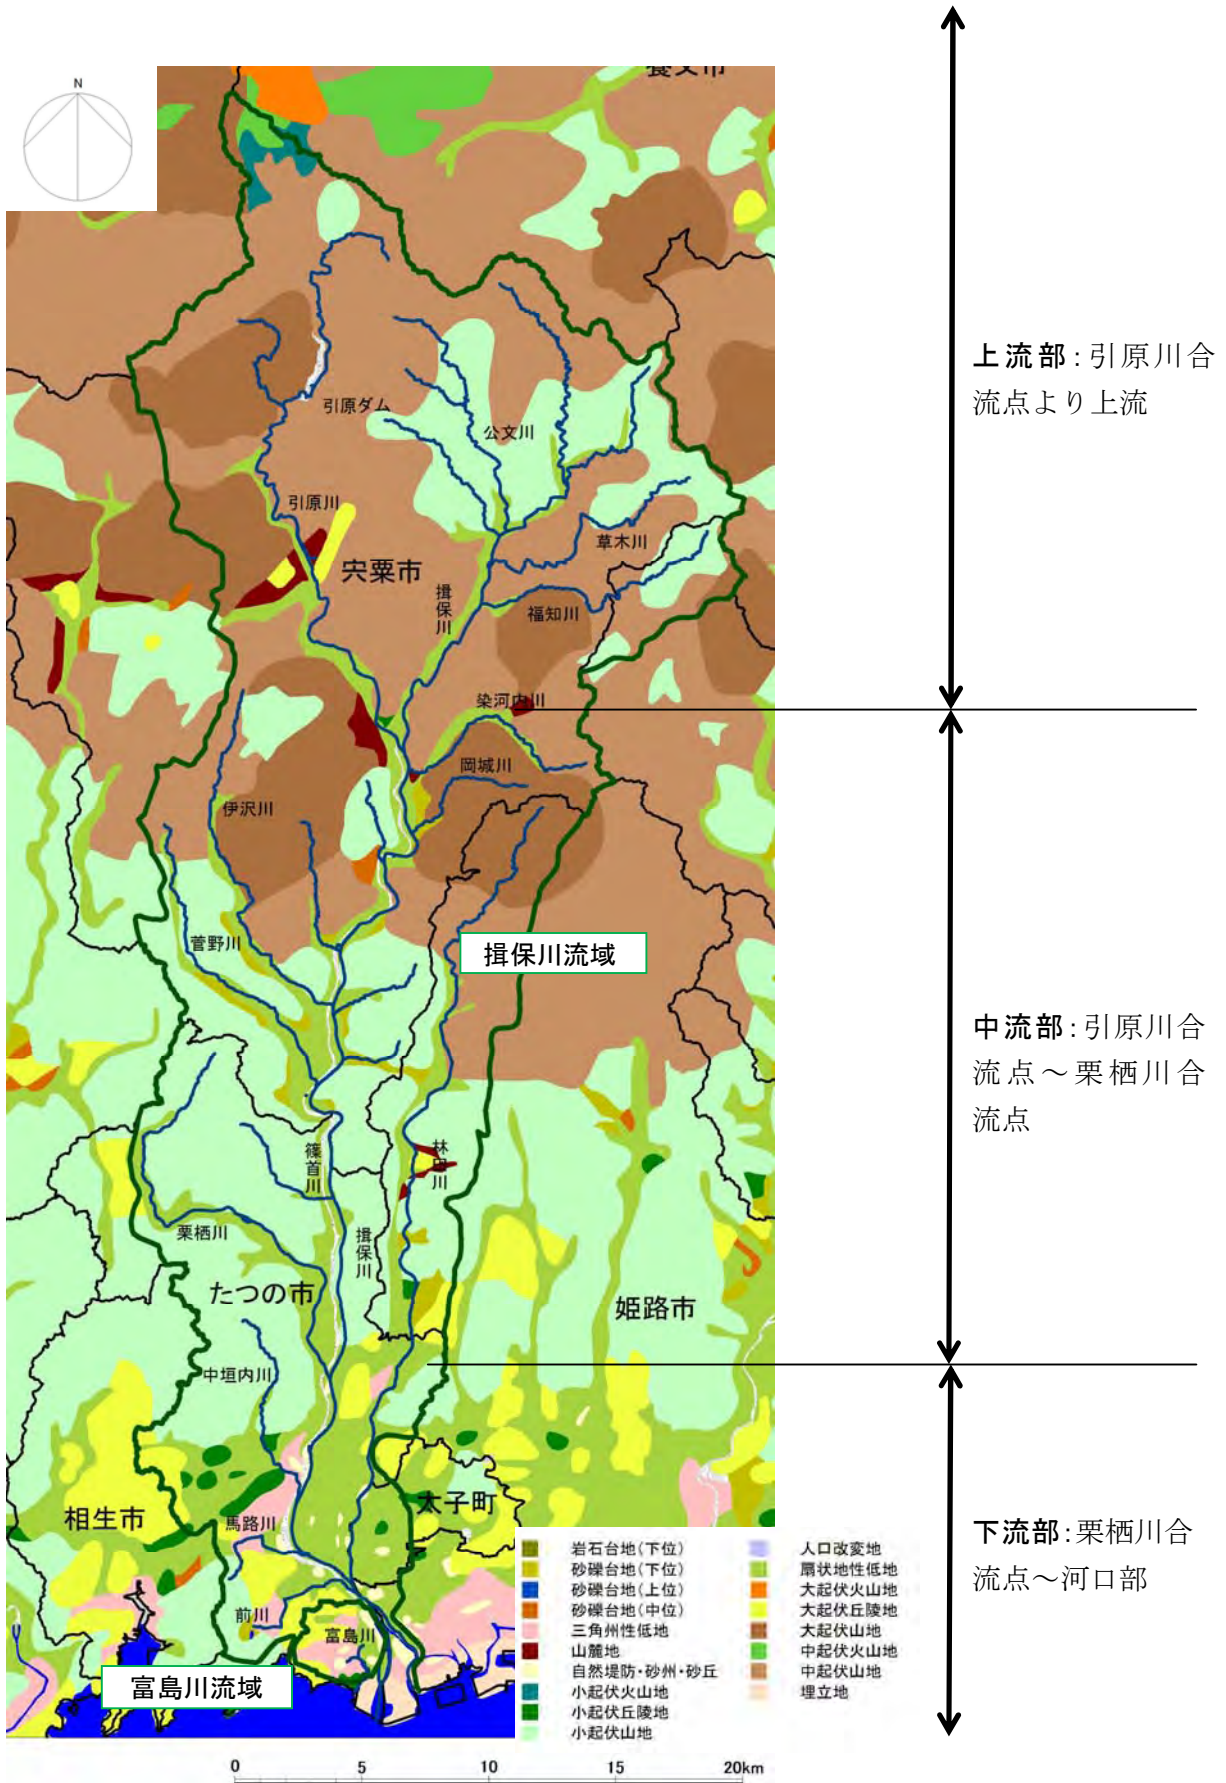 N
養父市
引原ダム
公文川
引原川
草木川
宍粟市
揖保川
福知川
染河内川
岡城川
伊沢川
菅野川
揖保川流域
林田川
篠首川
栗栖川
揖保川
たつの市
姫路市
中垣内川
相生市
太子町
馬路川
前川
富島川
富島川流域
上流部:引原川合
流点より上流
中流部:引原川合
流点～栗栖川合
流点
下流部:栗栖川合
流点～河口部
岩石台地(下位)
砂礫台地(下位)
砂礫台地(上位)
砂礫台地(中位)
三角州性低地
山麓地
自然堤防・砂州・砂丘
小起伏火山地
小起伏丘陵地
小起伏山地
人口改変地
扇状地性低地
大起伏火山地
大起伏丘陵地
大起伏山地
中起伏火山地
中起伏山地
埋立地
0 5 10 15 20km